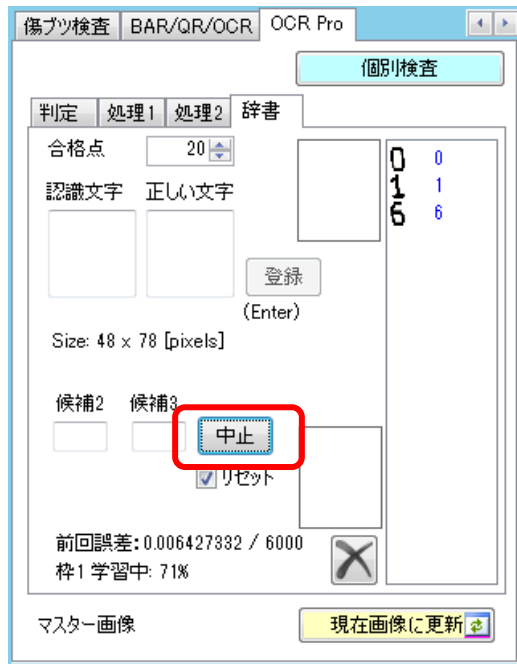 傷ブツ検査 BAR/QR/OCR OCR Pro
個別検査
判定 処理1 処理2 辞書
合格点 20
認識文字 正しい文字
0 0
1 1
6 6
登録
(Enter)
Size: 48 x 78 [pixels]
候補2 候補3
中止
リセット
前回誤差: 0.006427332 / 6000
枠1 学習中: 71%
マスター画像 現在画像に更新